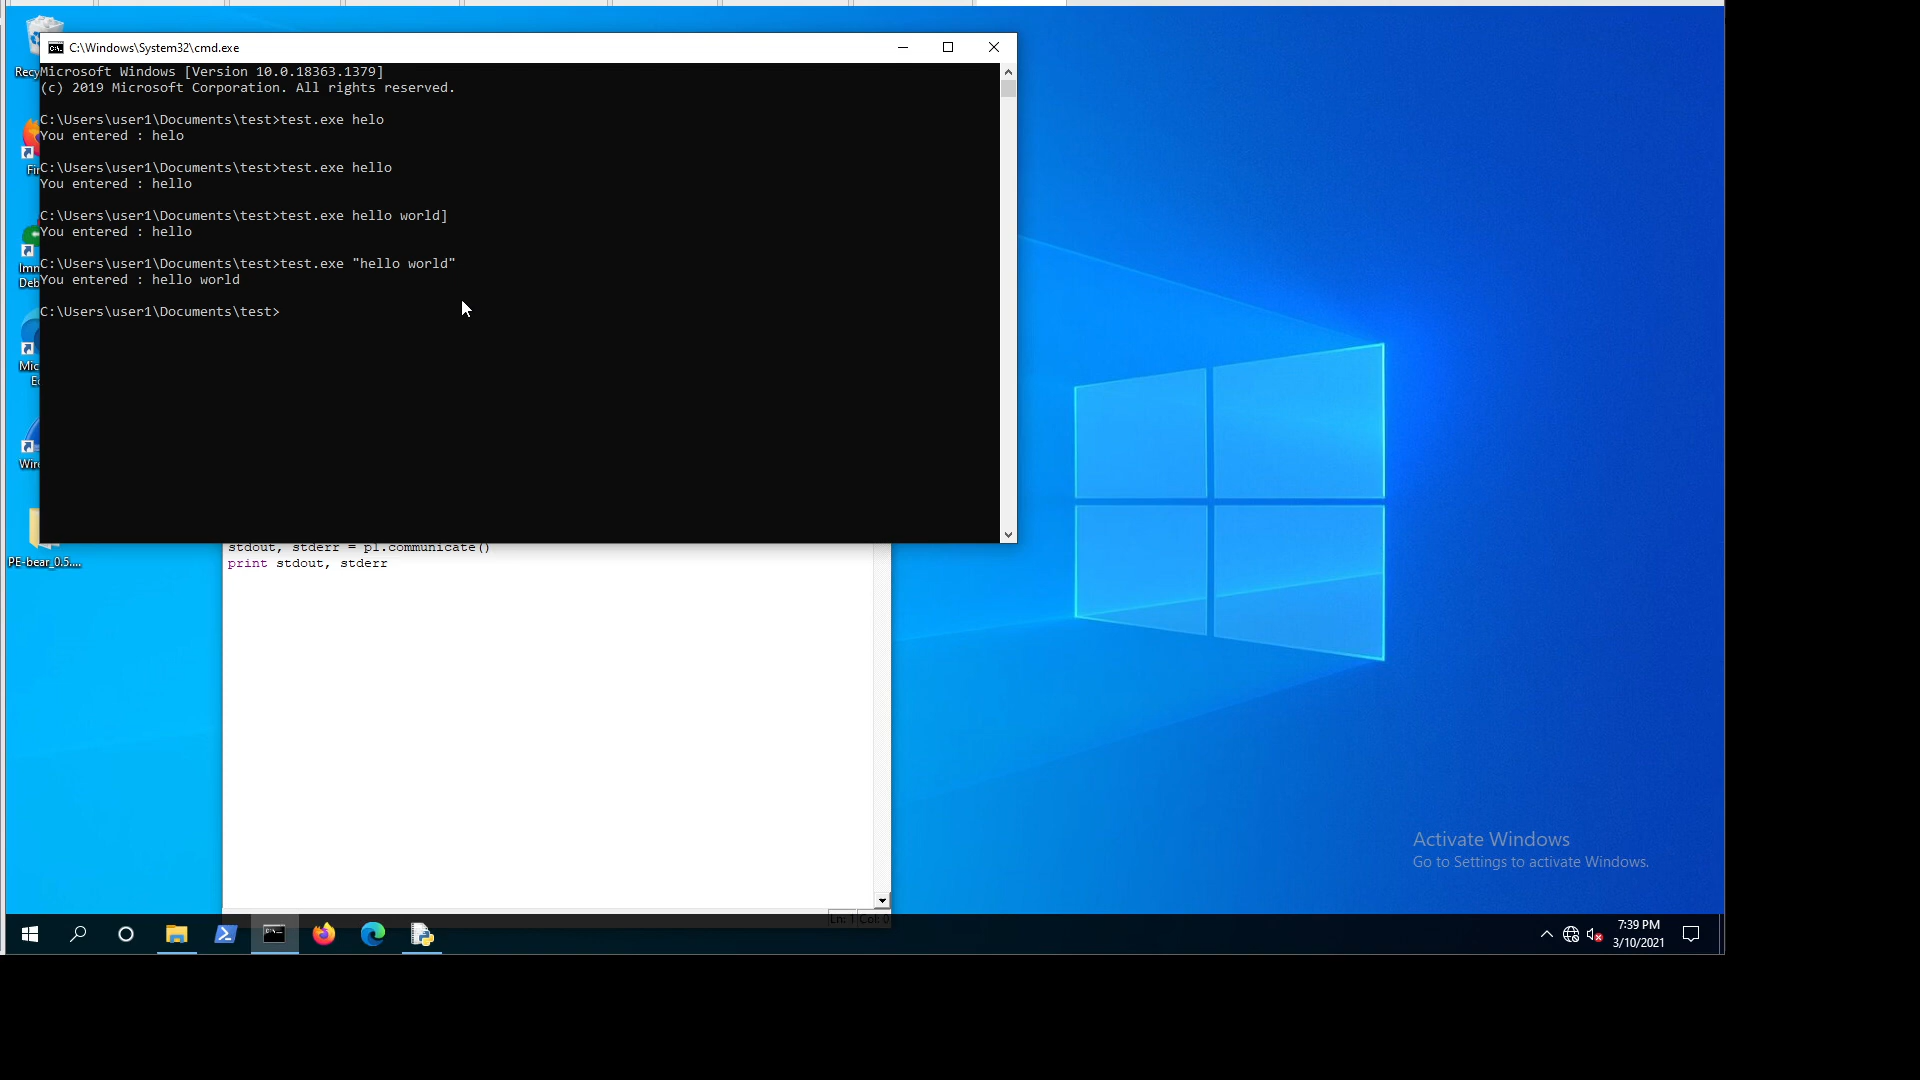 C:\Windows\System32\cmd.exe
Microsoft Windows [Version 10.0.18363.1379]
(c) 2019 Microsoft Corporation. All rights reserved.
C:\Users\user1\Documents\test>test.exe helo
You entered : helo
C:\Users\user1\Documents\test>test.exe hello
You entered : hello
C:\Users\user1\Documents\test>test.exe hello world]
You entered : hello
C:\Users\user1\Documents\test>test.exe "hello world"
You entered : hello world
C:\Users\user1\Documents\test>
stdout, stderr = p1.communicate()
print stdout, stderr
PE-bear_0.5....
Activate Windows
Go to Settings to activate Windows.
Ln: 1 Col: 0
7:39 PM
3/10/2021